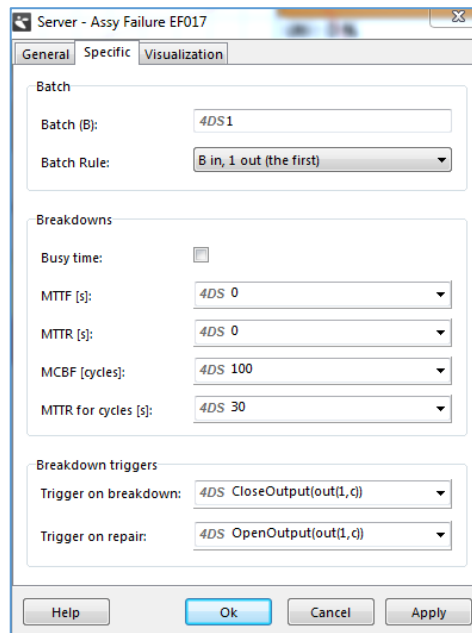 Server - Assy Failure EF017
General Specific Visualization
Batch
Batch (B): 4DS 1
Batch Rule: B in, 1 out (the first)
Breakdowns
Busy time:
MTTF [s]: 4DS 0
MTTR [s]: 4DS 0
MCBF [cycles]: 4DS 100
MTTR for cycles [s]: 4DS 30
Breakdown triggers
Trigger on breakdown: 4DS CloseOutput(out(1,c))
Trigger on repair: 4DS OpenOutput(out(1,c))
Help Ok Cancel Apply